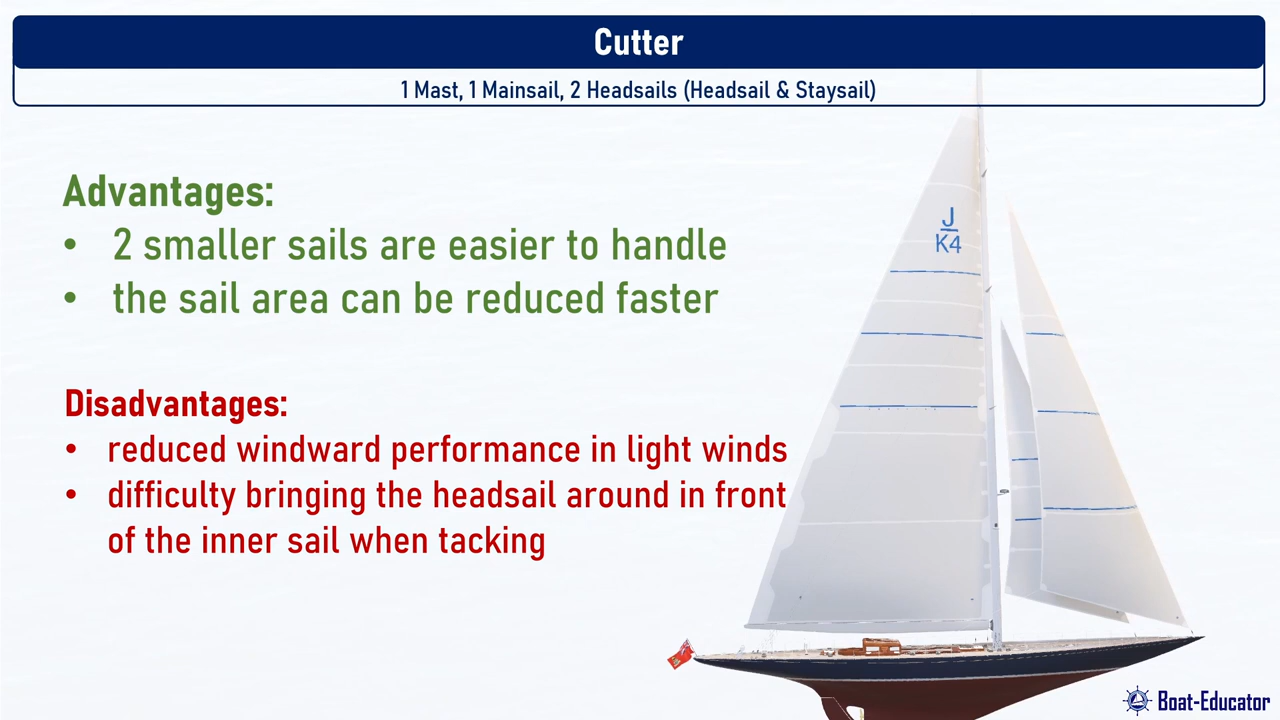 Cutter
1 Mast, 1 Mainsail, 2 Headsails (Headsail & Staysail)
Advantages:
• 2 smaller sails are easier to handle
• the sail area can be reduced faster
J
K4
Disadvantages:
• reduced windward performance in light winds
• difficulty bringing the headsail around in front
of the inner sail when tacking
Boat-Educator